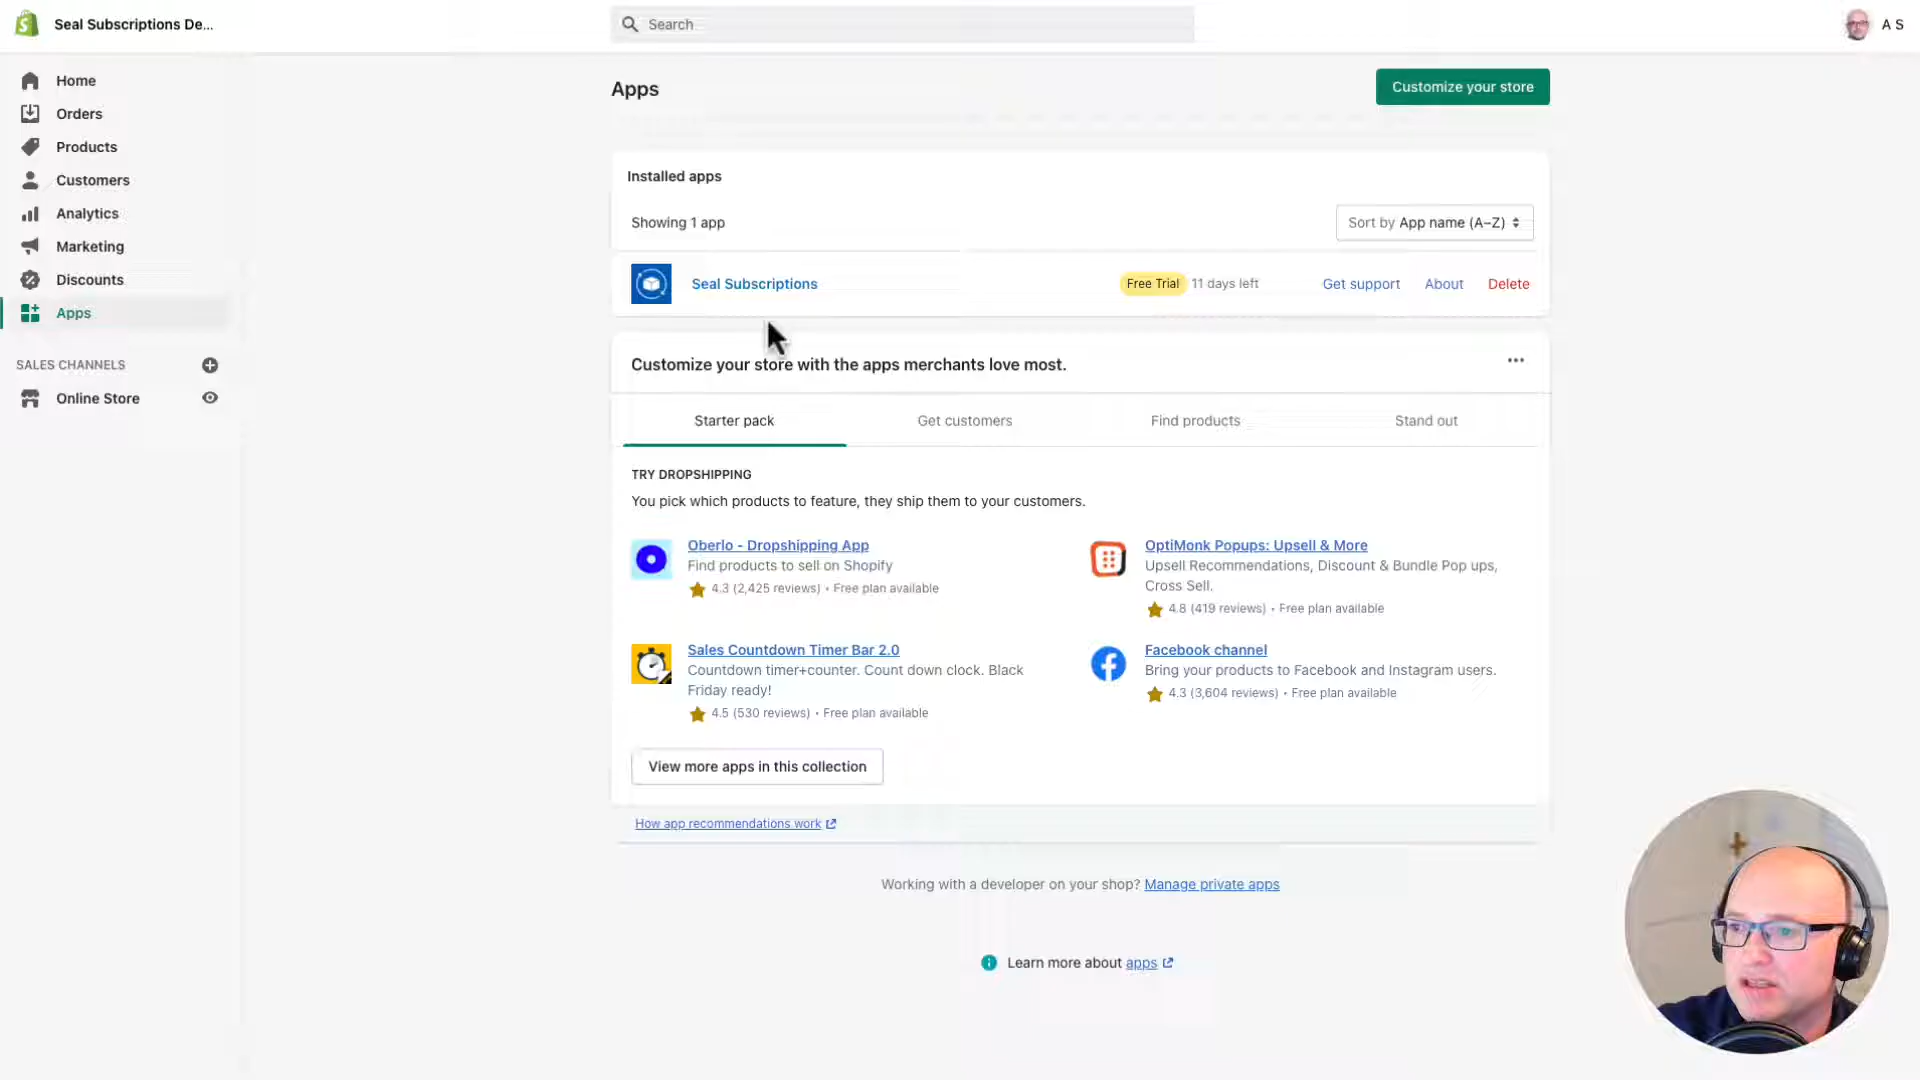 Seal Subscriptions De...
Search
A S
Home
Orders
Products
Customers
Analytics
Marketing
Discounts
Apps
SALES CHANNELS
Online Store
Apps
Customize your store
Installed apps
Showing 1 app
Sort by App name (A–Z)
Seal Subscriptions
Free Trial 11 days left
Get support
About
Delete
Customize your store with the apps merchants love most.
Starter pack
Get customers
Find products
Stand out
TRY DROPSHIPPING
You pick which products to feature, they ship them to your customers.
Oberlo - Dropshipping App
Find products to sell on Shopify
4.3 (2,425 reviews) • Free plan available
OptiMonk Popups: Upsell & More
Upsell Recommendations, Discount & Bundle Pop ups,
Cross Sell.
4.8 (419 reviews) • Free plan available
Sales Countdown Timer Bar 2.0
Countdown timer+counter. Count down clock. Black
Friday ready!
4.5 (530 reviews) • Free plan available
Facebook channel
Bring your products to Facebook and Instagram users.
4.3 (3,604 reviews) • Free plan available
View more apps in this collection
How app recommendations work
Working with a developer on your shop? Manage private apps
Learn more about apps